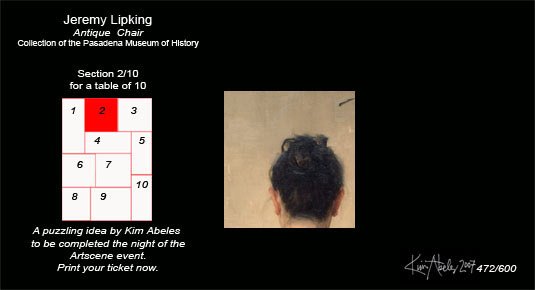 Jeremy Lipking
Antique Chair
Collection of the Pasadena Museum of History
Section 2/10
for a table of 10
1 2 3
4 5
6 7
10
8 9
A puzzling idea by Kim Abeles
to be completed the night of the
Artscene event.
Print your ticket now.
Kim Abeles 2007 472/600